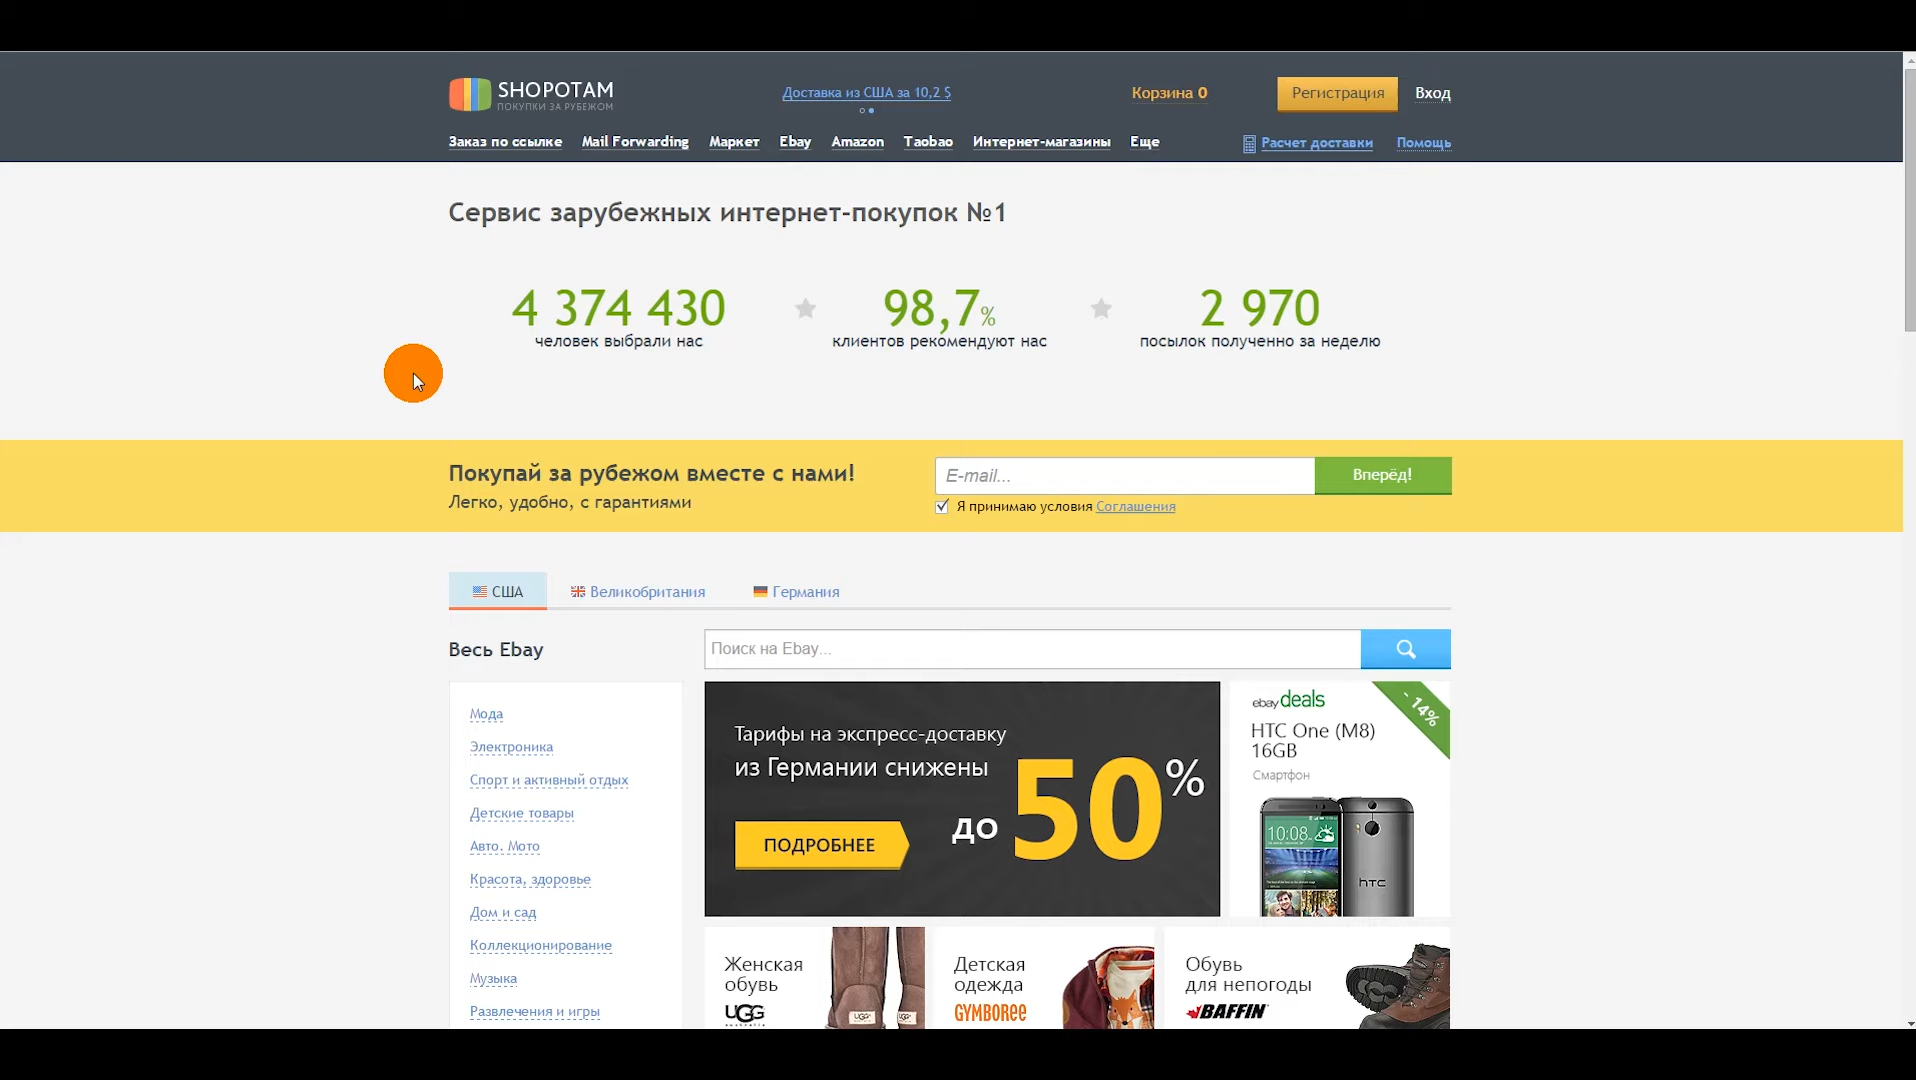 SHOPOTAM
ПОКУПКИ ЗА РУБЕЖОМ
Доставка из США за 10,2 $
Корзина 0
Регистрация
Вход
Заказ по ссылке
Mail Forwarding
Маркет
Ebay
Amazon
Taobao
Интернет-магазины
Еще
Расчет доставки
Помощь
Сервис зарубежных интернет-покупок №1
4 374 430
человек выбрали нас
98,7%
клиентов рекомендуют нас
2 970
посылок полученно за неделю
Покупай за рубежом вместе с нами!
Легко, удобно, с гарантиями
E-mail...
Вперёд!
Я принимаю условия Соглашения
США
Великобритания
Германия
Весь Ebay
Поиск на Ebay...
Мода
Электроника
Спорт и активный отдых
Детские товары
Авто. Мото
Красота, здоровье
Дом и сад
Коллекционирование
Музыка
Развлечения и игры
Тарифы на экспресс-доставку
из Германии снижены
до 50%
ПОДРОБНЕЕ
ebay deals
- 14%
HTC One (M8)
16GB
Смартфон
10:08
hTC
Женская
обувь
UGG
australia
UGG
Детская
одежда
GYMBOREE
Обувь
для непогоды
BAFFIN